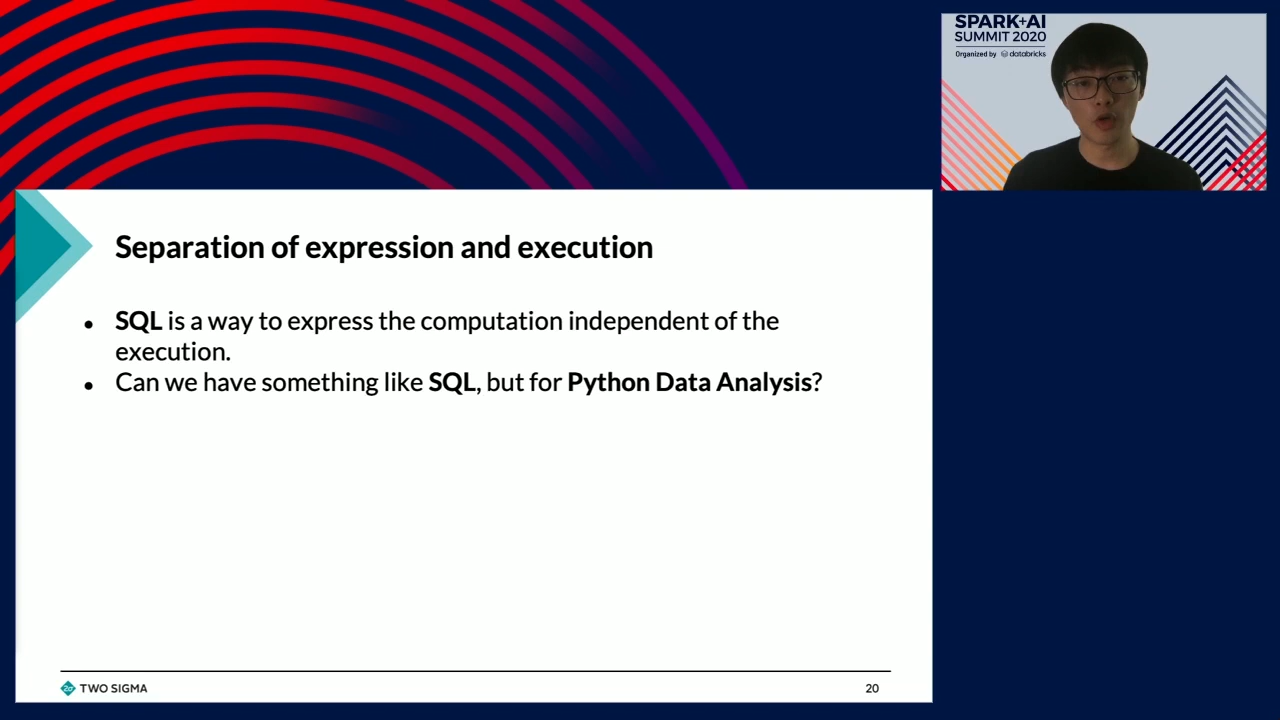 SPARK+AI
SUMMIT 2020
Organized by databricks
Separation of expression and execution
• SQL is a way to express the computation independent of the
execution.
• Can we have something like SQL, but for Python Data Analysis?
TWO SIGMA
20